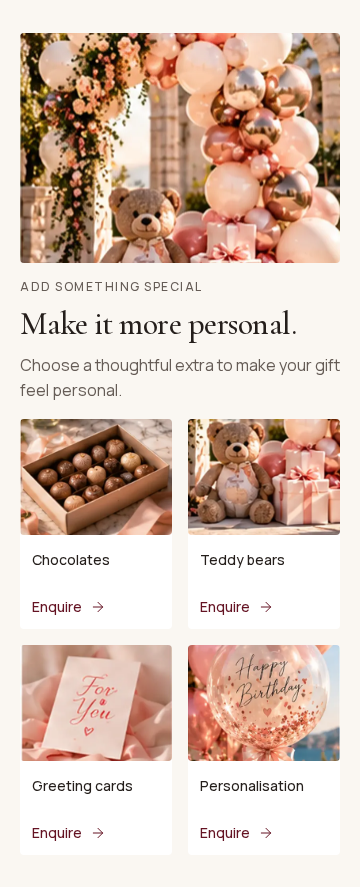 ADD SOMETHING SPECIAL
Make it more personal.
Choose a thoughtful extra to make your gift
feel personal.
Chocolates
Enquire →
Teddy bears
Enquire →
For
You
Greeting cards
Enquire →
Happy
Birthday
Personalisation
Enquire →